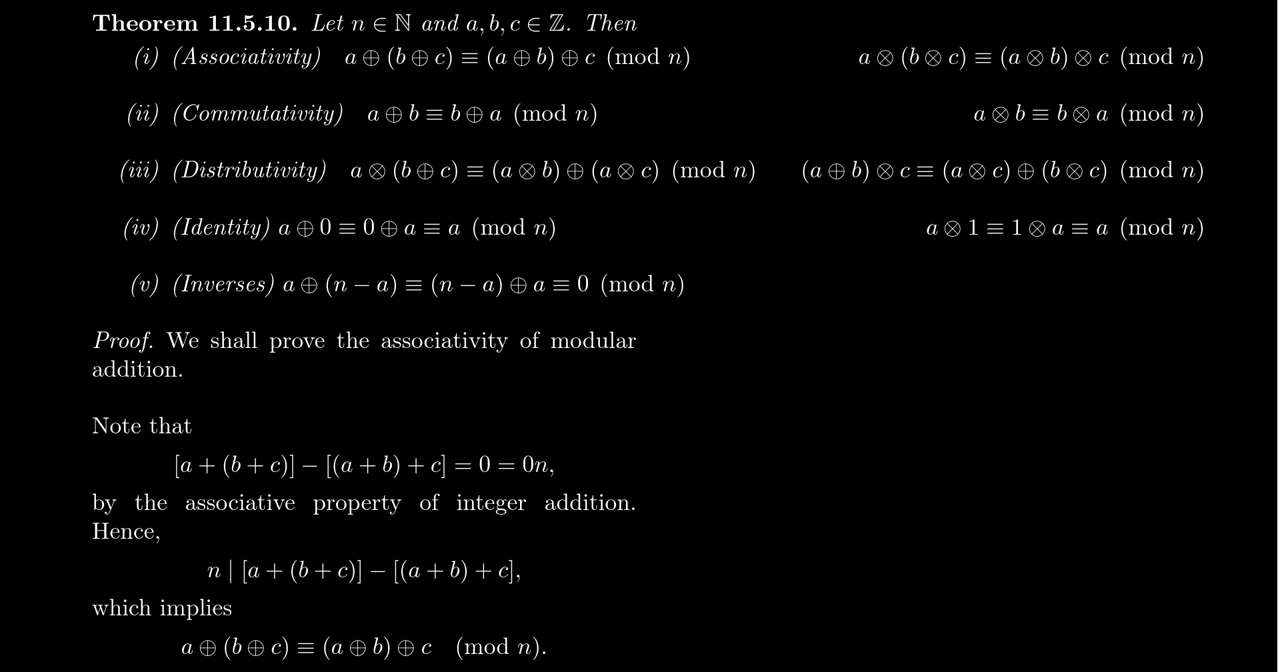 Theorem 11.5.10. Let n ∈ ℕ and a, b, c ∈ ℤ. Then
(i) (Associativity) a ⊕ (b ⊕ c) ≡ (a ⊕ b) ⊕ c (mod n) a ⊗ (b ⊗ c) ≡ (a ⊗ b) ⊗ c (mod n)
(ii) (Commutativity) a ⊕ b ≡ b ⊕ a (mod n) a ⊗ b ≡ b ⊗ a (mod n)
(iii) (Distributivity) a ⊗ (b ⊕ c) ≡ (a ⊗ b) ⊕ (a ⊗ c) (mod n) (a ⊕ b) ⊗ c ≡ (a ⊗ c) ⊕ (b ⊗ c) (mod n)
(iv) (Identity) a ⊕ 0 ≡ 0 ⊕ a ≡ a (mod n) a ⊗ 1 ≡ 1 ⊗ a ≡ a (mod n)
(v) (Inverses) a ⊕ (n − a) ≡ (n − a) ⊕ a ≡ 0 (mod n)
Proof. We shall prove the associativity of modular
addition.
Note that
[a + (b + c)] − [(a + b) + c] = 0 = 0n,
by the associative property of integer addition.
Hence,
n | [a + (b + c)] − [(a + b) + c],
which implies
a ⊕ (b ⊕ c) ≡ (a ⊕ b) ⊕ c (mod n).